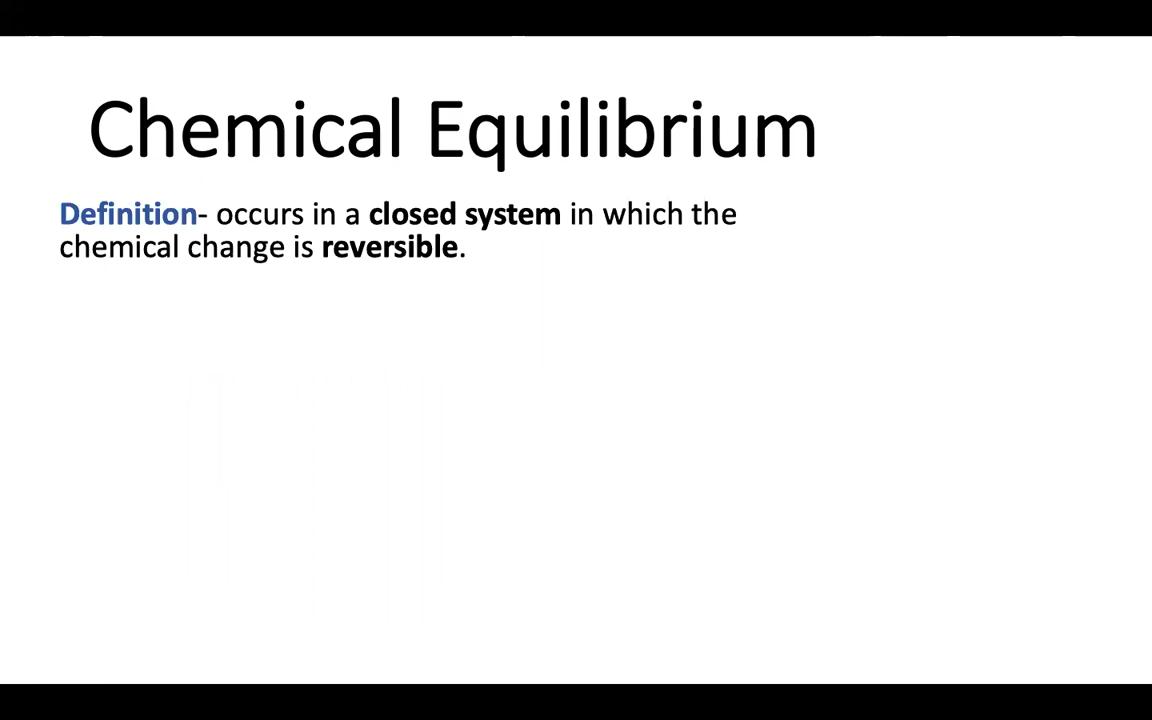 Chemical Equilibrium
Definition- occurs in a closed system in which the
chemical change is reversible.